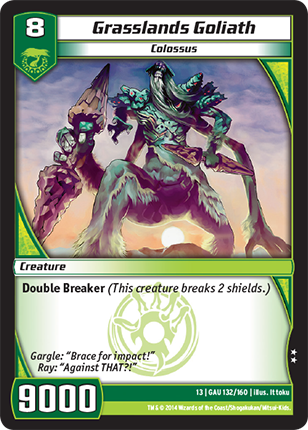 8
Grasslands Goliath
Colossus
Creature
Double Breaker (This creature breaks 2 shields.)
Gargle: “Brace for impact!”
Ray: “Against THAT?!”
9000
13 | GAU 132/160 | Illus. Ittoku
TM & © 2014 Wizards of the Coast/Shogakukan/Mitsui-Kids.